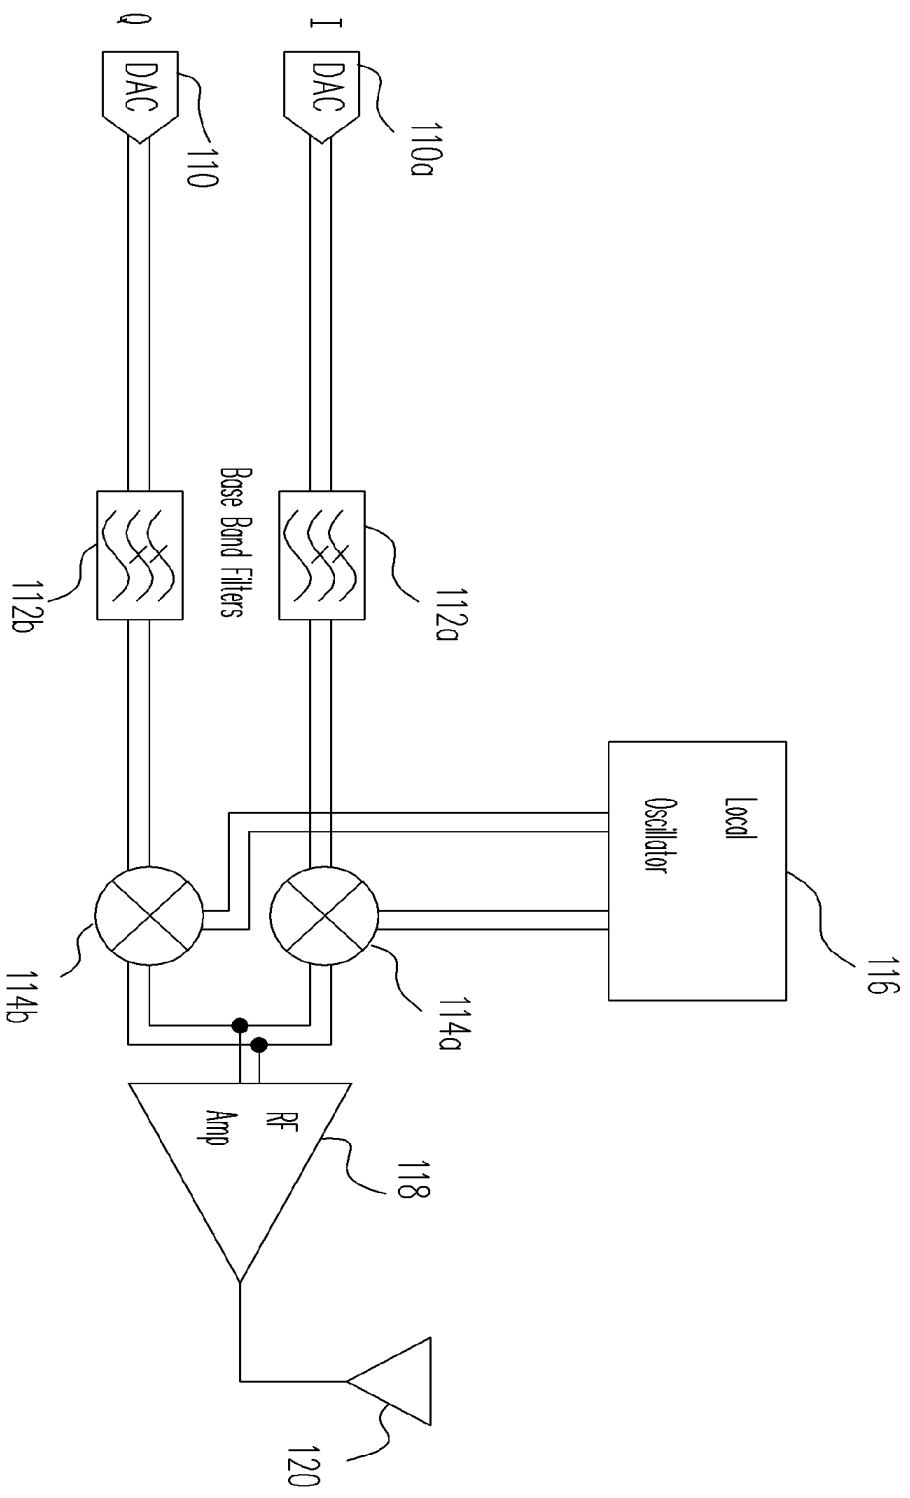 I
DAC
110a
Q
DAC
110
112a
Base Band Filters
112b
Local
Oscillator
116
114a
114b
RF
Amp
118
120